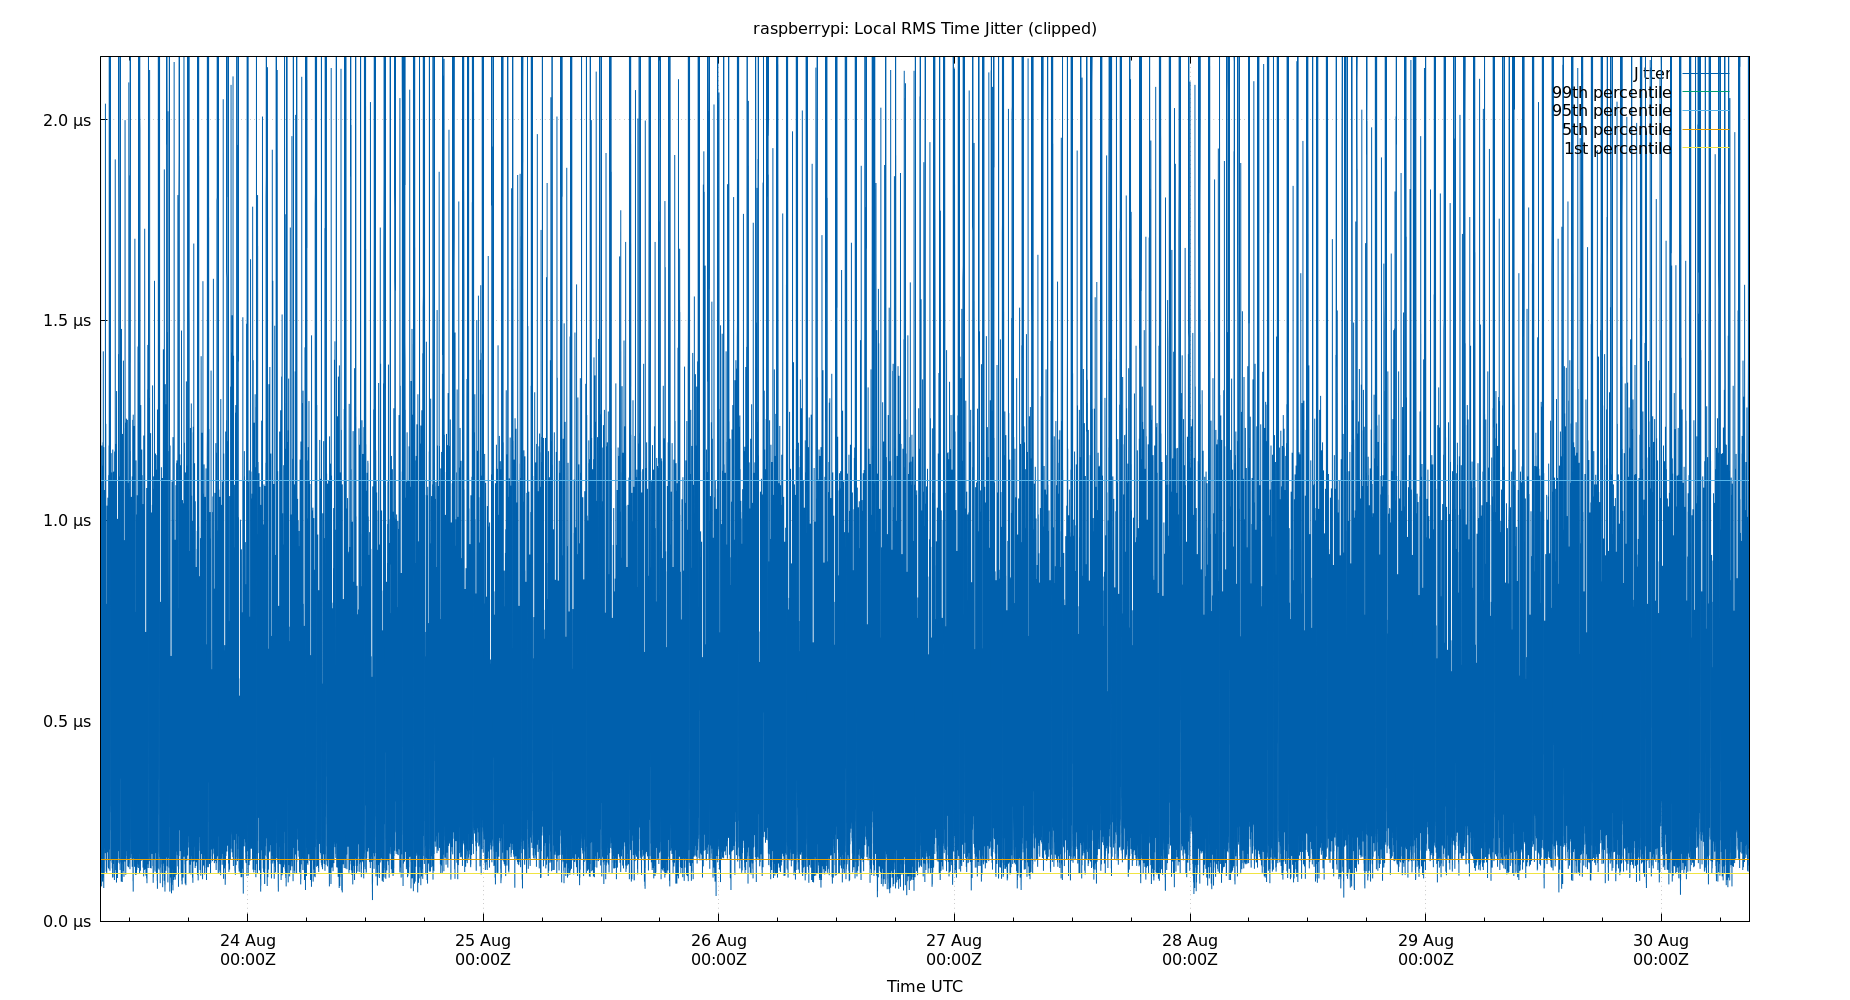 raspberrypi: Local RMS Time Jitter (clipped)
Jitter
99th percentile
95th percentile
5th percentile
1st percentile
2.0 µs
1.5 µs
1.0 µs
0.5 µs
0.0 µs
24 Aug 25 Aug 26 Aug 27 Aug 28 Aug 29 Aug 30 Aug
00:00Z 00:00Z 00:00Z 00:00Z 00:00Z 00:00Z 00:00Z
Time UTC